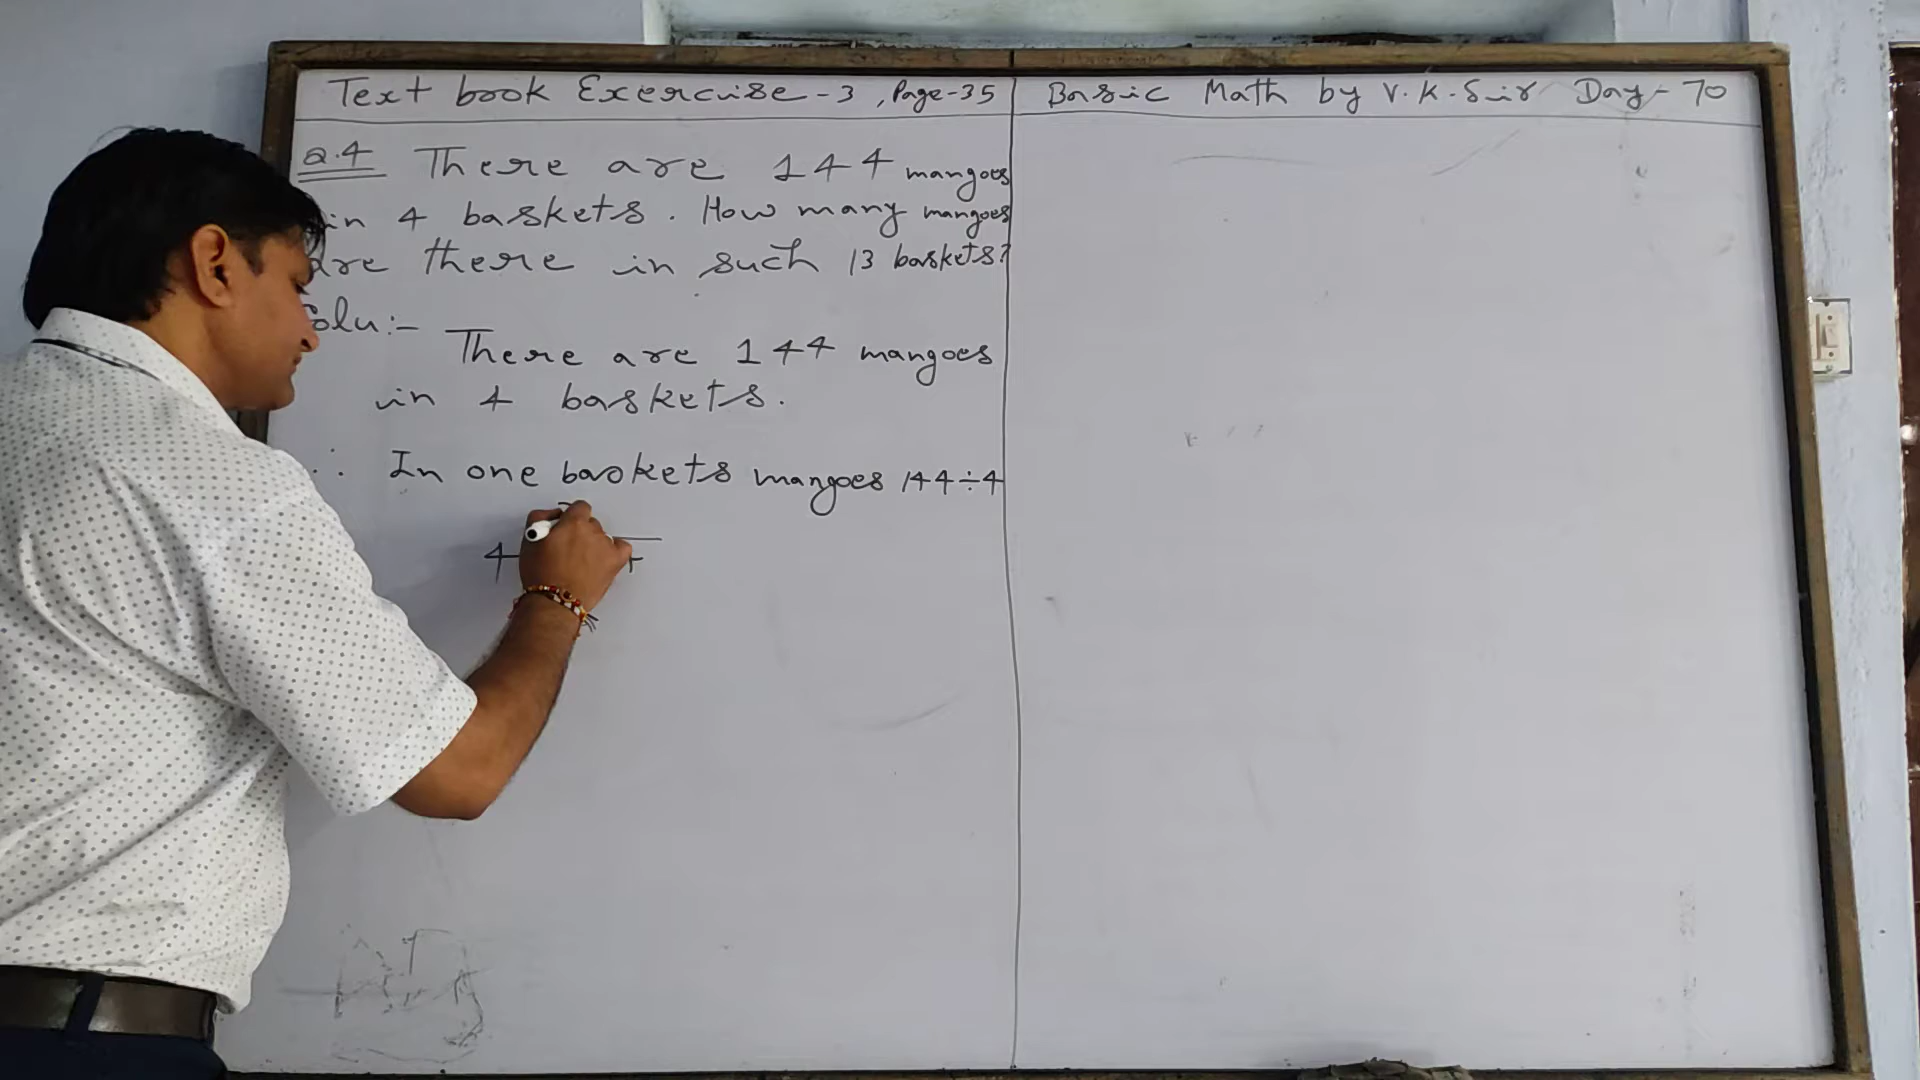 Text book Exercise-3, Page-35
Basic Math by V.K.Sir Day-70
Q.4 There are 144 mangoes
in 4 baskets. How many mangoes
are there in such 13 baskets?
Solu:-
There are 144 mangoes
in 4 baskets.
∴ In one baskets mangoes 144÷4
4